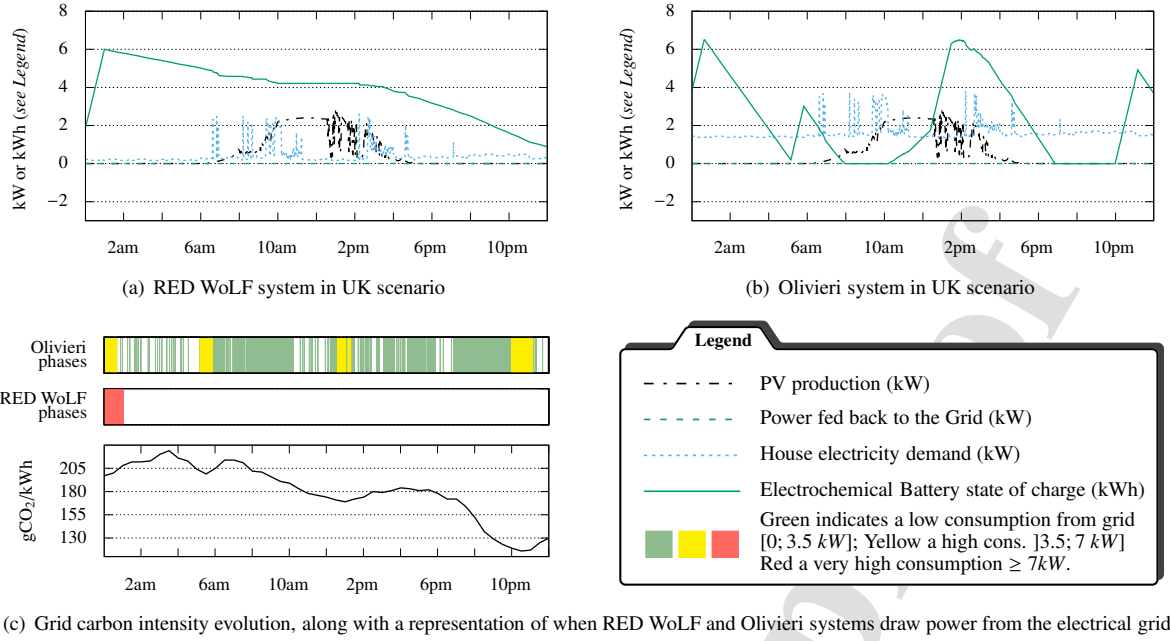 8
6
4
2
0
−2
kW or kWh (see Legend)
2am 6am 10am 2pm 6pm 10pm
(a) RED WoLF system in UK scenario
8
6
4
2
0
−2
kW or kWh (see Legend)
2am 6am 10am 2pm 6pm 10pm
(b) Olivieri system in UK scenario
Olivieri
phases
RED WoLF
phases
gCO2/kWh
205
180
155
130
2am 6am 10am 2pm 6pm 10pm
Legend
PV production (kW)
Power fed back to the Grid (kW)
House electricity demand (kW)
Electrochemical Battery state of charge (kWh)
Green indicates a low consumption from grid
[0; 3.5 kW]; Yellow a high cons. ]3.5; 7 kW]
Red a very high consumption ≥ 7kW.
(c) Grid carbon intensity evolution, along with a representation of when RED WoLF and Olivieri systems draw power from the electrical grid